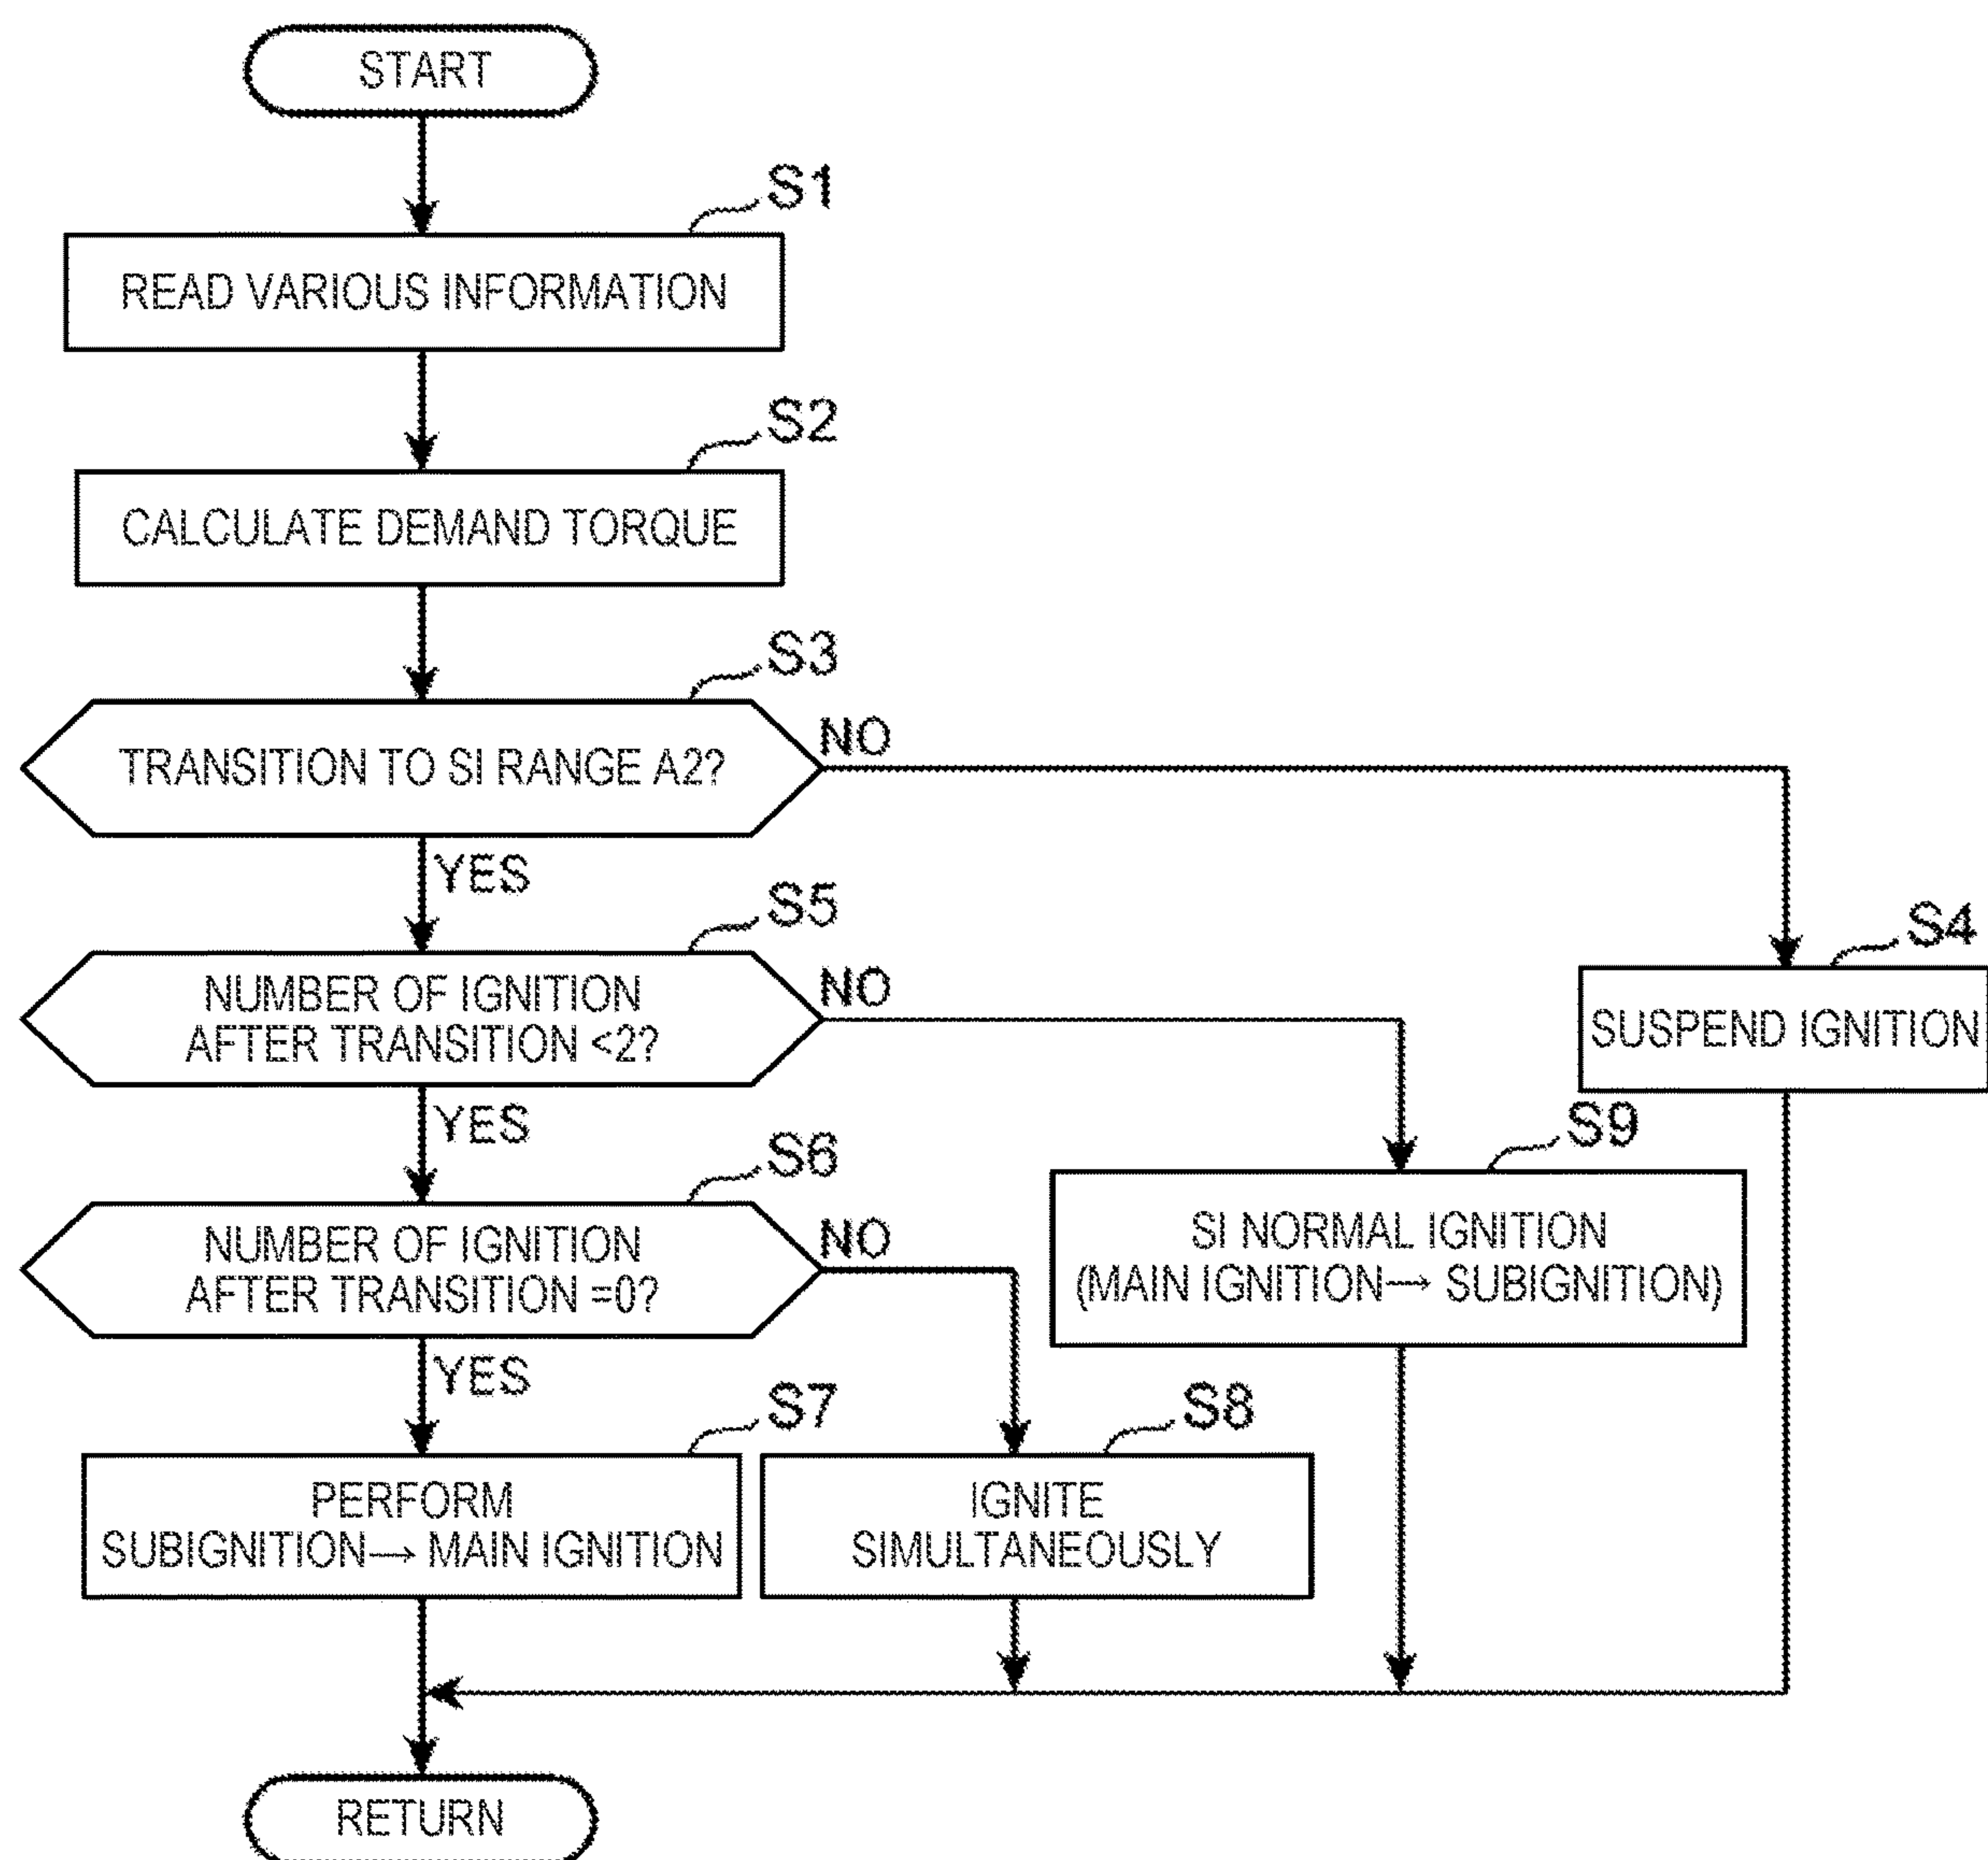 START
S1
READ VARIOUS INFORMATION
S2
CALCULATE DEMAND TORQUE
S3
TRANSITION TO SI RANGE A2?
NO
YES
S4
SUSPEND IGNITION
S5
NUMBER OF IGNITION
AFTER TRANSITION <2?
NO
YES
S9
SI NORMAL IGNITION
(MAIN IGNITION→ SUBIGNITION)
S6
NUMBER OF IGNITION
AFTER TRANSITION =0?
NO
YES
S7
PERFORM
SUBIGNITION→ MAIN IGNITION
S8
IGNITE
SIMULTANEOUSLY
RETURN